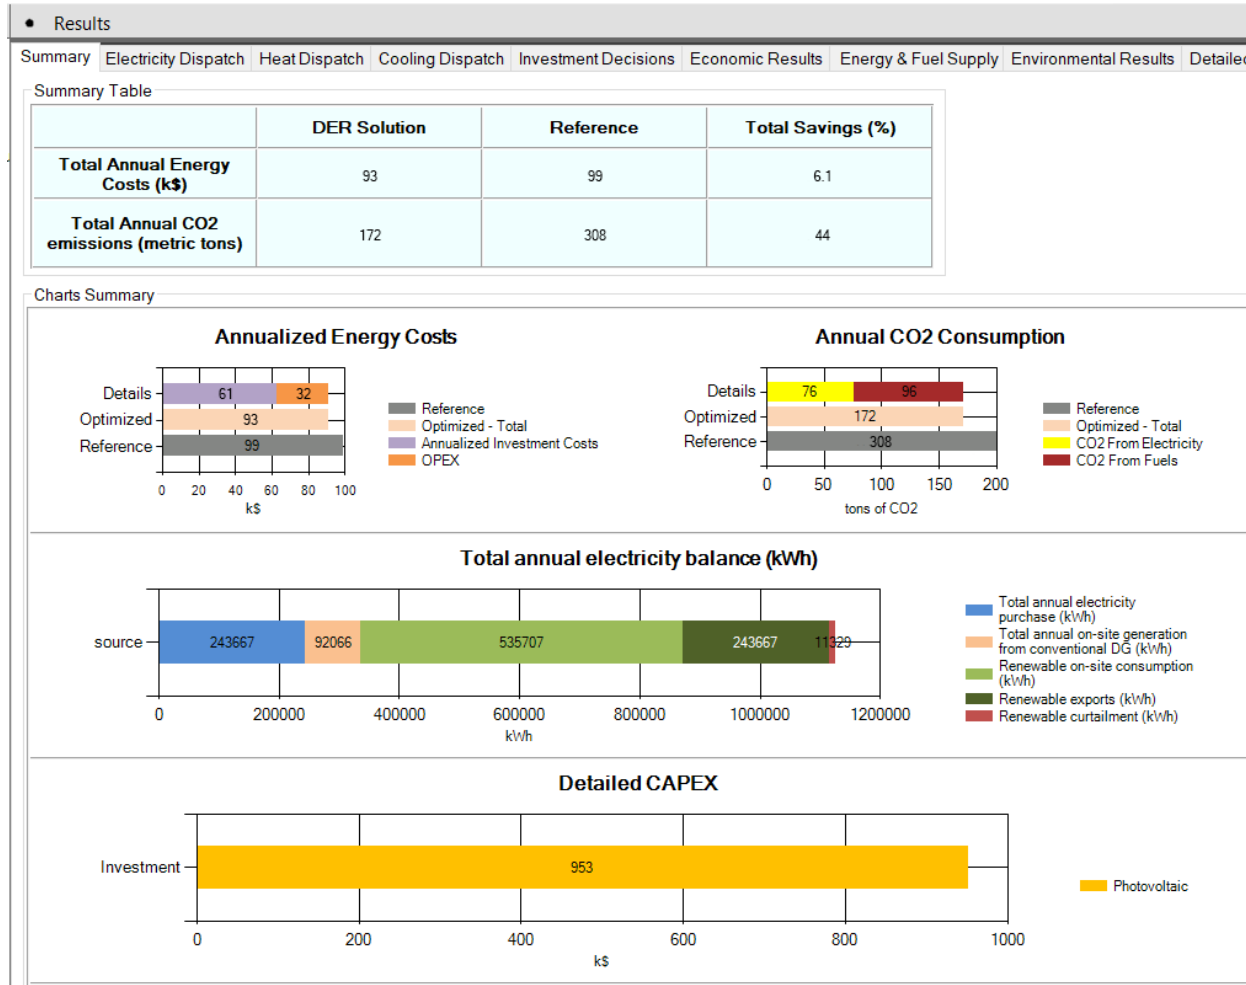 Results
Summary Electricity Dispatch Heat Dispatch Cooling Dispatch Investment Decisions Economic Results Energy & Fuel Supply Environmental Results Detailed
Summary Table
DER Solution Reference Total Savings (%)
Total Annual Energy
Costs (k$)
93 99 6.1
Total Annual CO2
emissions (metric tons)
172 308 44
Charts Summary
Annualized Energy Costs
Details 61 32
Optimized 93
Reference 99
0 20 40 60 80 100
k$
Reference
Optimized - Total
Annualized Investment Costs
OPEX
Annual CO2 Consumption
Details 76 96
Optimized 172
Reference 308
0 50 100 150 200
tons of CO2
Reference
Optimized - Total
CO2 From Electricity
CO2 From Fuels
Total annual electricity balance (kWh)
source 243667 92066 535707 243667 11329
0 200000 400000 600000 800000 1000000 1200000
kWh
Total annual electricity
purchase (kWh)
Total annual on-site generation
from conventional DG (kWh)
Renewable on-site consumption
(kWh)
Renewable exports (kWh)
Renewable curtailment (kWh)
Detailed CAPEX
Investment 953
0 200 400 600 800 1000
k$
Photovoltaic